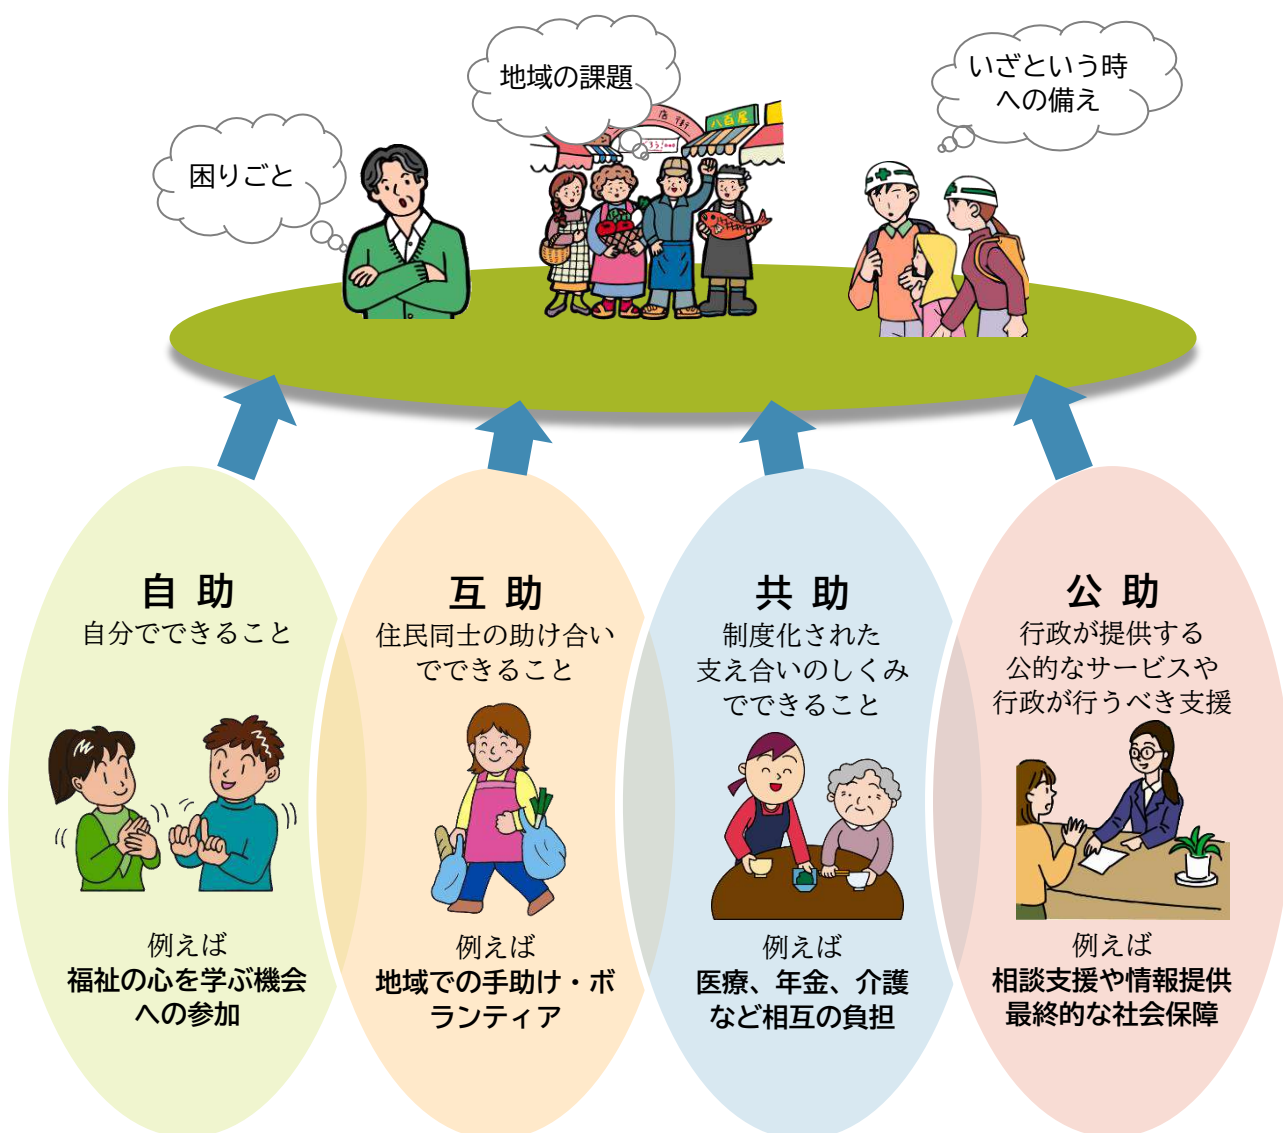 困りごと
地域の課題
いざという時
への備え
店街
八百屋
自助
自分でできること
例えば
福祉の心を学ぶ機会
への参加
互助
住民同士の助け合い
でできること
例えば
地域での手助け・ボ
ランティア
共助
制度化された
支え合いのしくみ
でできること
例えば
医療、年金、介護
など相互の負担
公助
行政が提供する
公的なサービスや
行政が行うべき支援
例えば
相談支援や情報提供
最終的な社会保障